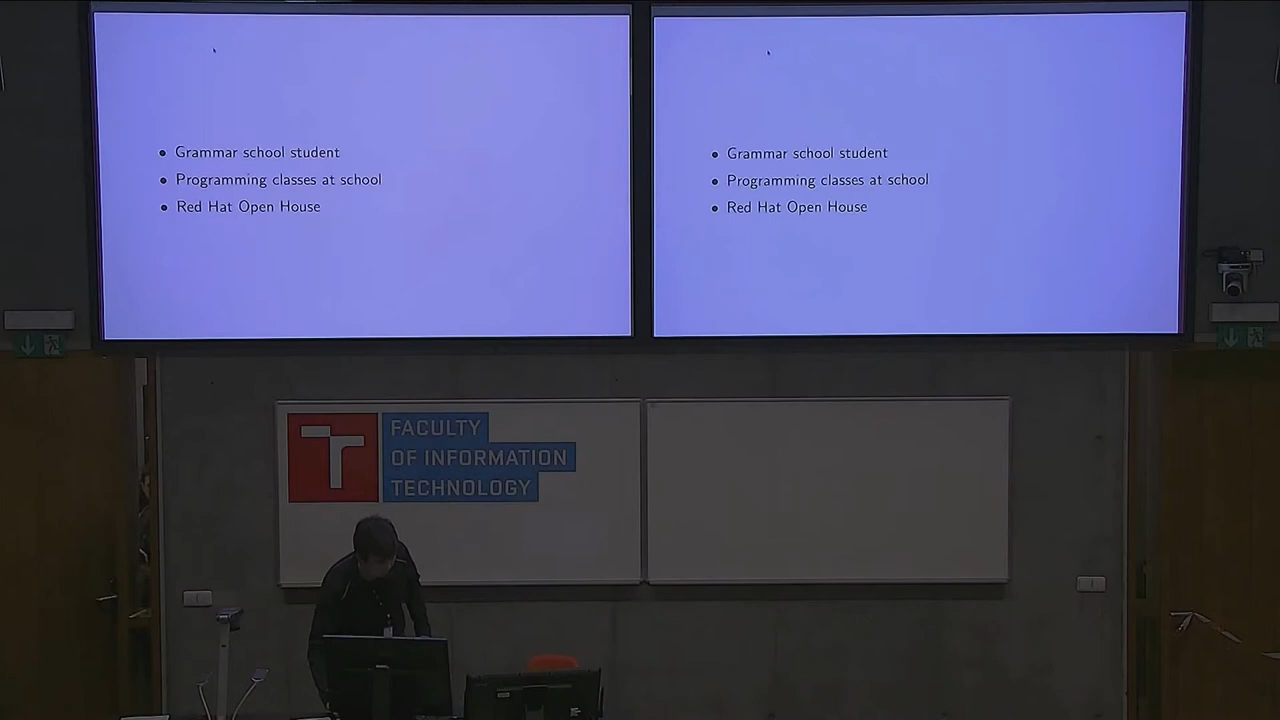 Grammar school student
Programming classes at school
Red Hat Open House
Grammar school student
Programming classes at school
Red Hat Open House
FACULTY
OF INFORMATION
TECHNOLOGY